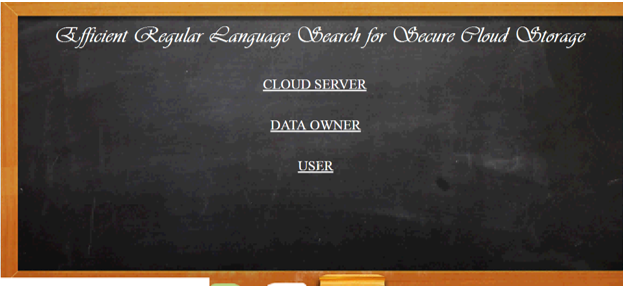 Efficient Regular Language Search for Secure Cloud Storage
CLOUD SERVER
DATA OWNER
USER